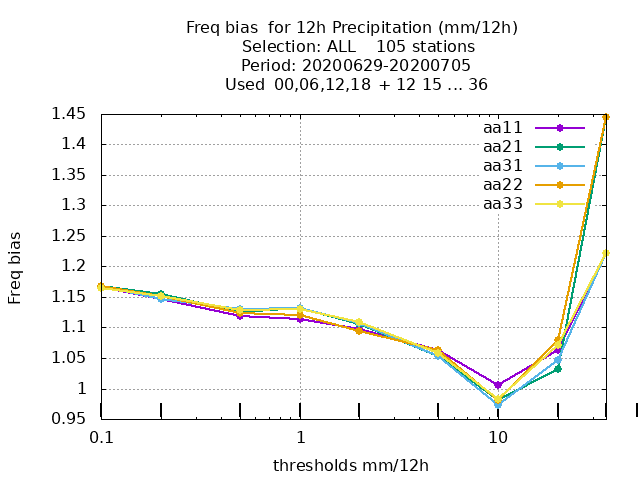 Freq bias  for 12h Precipitation (mm/12h)
Selection: ALL    105 stations
Period: 20200629-20200705
Used  00,06,12,18  + 12 15 ... 36
1.45
1.4
1.35
1.3
1.25
1.2
1.15
1.1
1.05
1
0.95
Freq bias
aa11
aa21
aa31
aa22
aa33
0.1
1
10
thresholds mm/12h